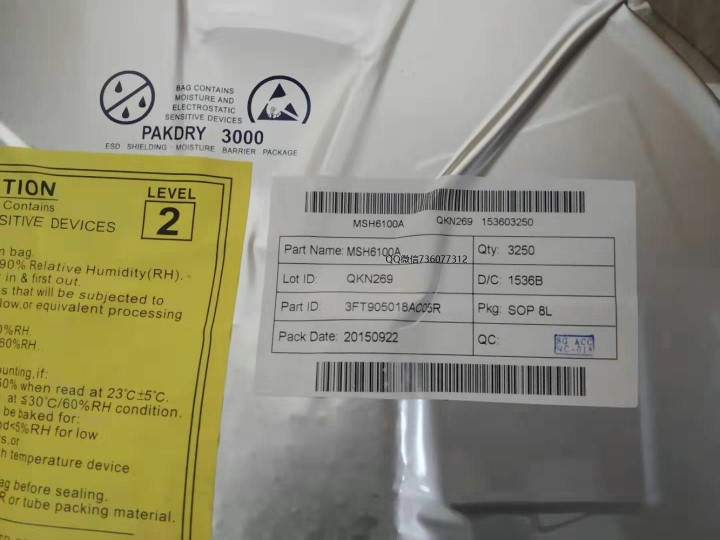 BAG CONTAINS
MOISTURE AND
ELECTROSTATIC
SENSITIVE DEVICES
PAKDRY 3000
ESD SHIELDING MOISTURE BARRIER PACKAGE
TION
Contains
SITIVE DEVICES
LEVEL
2
bag.
90% Relative Humidity(RH).
in & first out.
s that will be subjected to
low,or equivalent processing
0%RH.
60%RH.
ounting,if:
60% when read at 23℃±5℃.
at ≦30℃/60%RH condition.
be baked for:
nd<5%RH for low
s,or
h temperature device
ag before sealing.
R or tube packing material.
MSH6100A QKN269 153603250
Part Name: MSH6100A Qty: 3250
QQ微信736077312
Lot ID: QKN269 D/C: 1536B
Part ID: 3FT905018AC05R Pkg: SOP 8L
Pack Date: 20150922 QC: